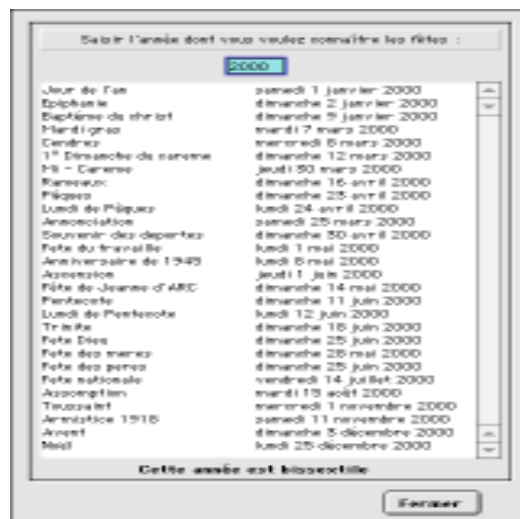 Saisir l'année dont vous voulez connaître les fêtes :
2000
Jour de l'an samedi 1 janvier 2000
Epiphanie dimanche 2 janvier 2000
Baptême du christ dimanche 9 janvier 2000
Mardi gras mardi 7 mars 2000
Cendres mercredi 8 mars 2000
1° Dimanche de careme dimanche 12 mars 2000
Mi - Careme jeudi 30 mars 2000
Rameaux dimanche 16 avril 2000
Pâques dimanche 23 avril 2000
Lundi de Pâques lundi 24 avril 2000
Annonciation samedi 25 mars 2000
Souvenir des deportes dimanche 30 avril 2000
Fete du travaille lundi 1 mai 2000
Anniversaire de 1945 lundi 8 mai 2000
Ascension jeudi 1 juin 2000
Fête de Jeanne d'ARC dimanche 14 mai 2000
Pentecote dimanche 11 juin 2000
Lundi de Pentecote lundi 12 juin 2000
Trinite dimanche 18 juin 2000
Fete Dieu dimanche 25 juin 2000
Fete des meres dimanche 28 mai 2000
Fete des peres dimanche 25 juin 2000
Fete nationale vendredi 14 juillet 2000
Assomption mardi 15 août 2000
Toussaint mercredi 1 novembre 2000
Armistice 1918 samedi 11 novembre 2000
Avent dimanche 3 décembre 2000
Noël lundi 25 décembre 2000
Cette année est bissextile
Fermer